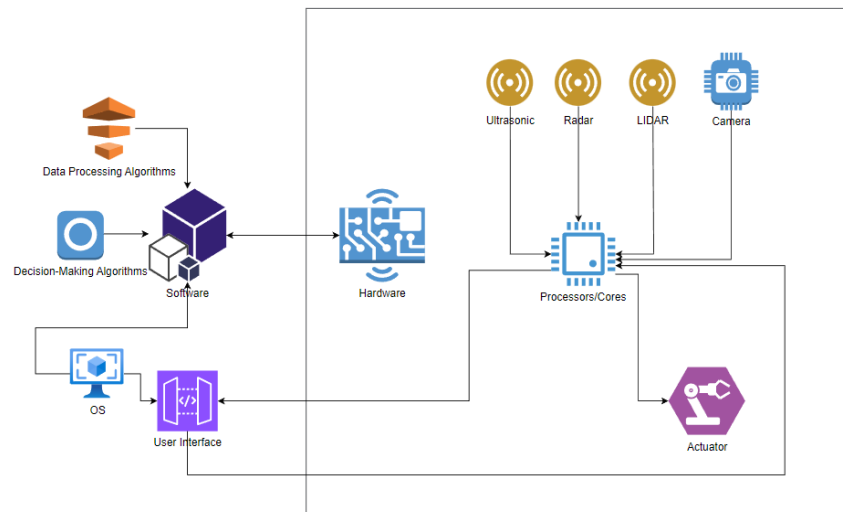 Ultrasonic
Radar
LIDAR
Camera
Data Processing Algorithms
Decision-Making Algorithms
Software
Hardware
Processors/Cores
OS
User Interface
</>
Actuator